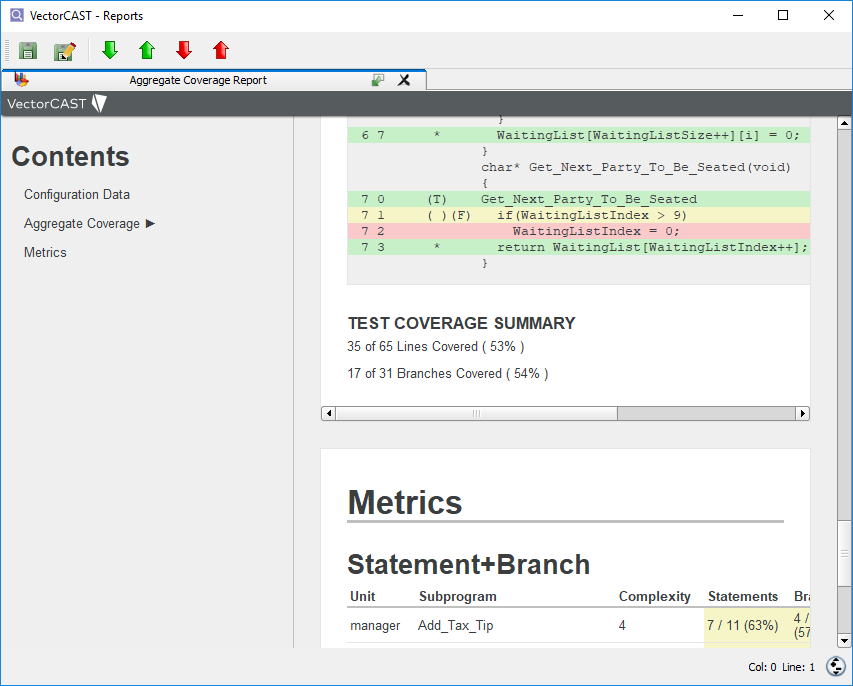 VectorCAST - Reports
Aggregate Coverage Report
VectorCAST
Contents
Configuration Data
Aggregate Coverage ►
Metrics
}
6 7 * WaitingList[WaitingListSize++][i] = 0;
}
char* Get_Next_Party_To_Be_Seated(void)
{
7 0 (T) Get_Next_Party_To_Be_Seated
7 1 ( )(F) if(WaitingListIndex > 9)
7 2 WaitingListIndex = 0;
7 3 * return WaitingList[WaitingListIndex++];
}
TEST COVERAGE SUMMARY
35 of 65 Lines Covered ( 53% )
17 of 31 Branches Covered ( 54% )
Metrics
Statement+Branch
Unit Subprogram Complexity Statements Bra
manager Add_Tax_Tip 4 7 / 11 (63%) 4 /
(57
Col: 0 Line: 1